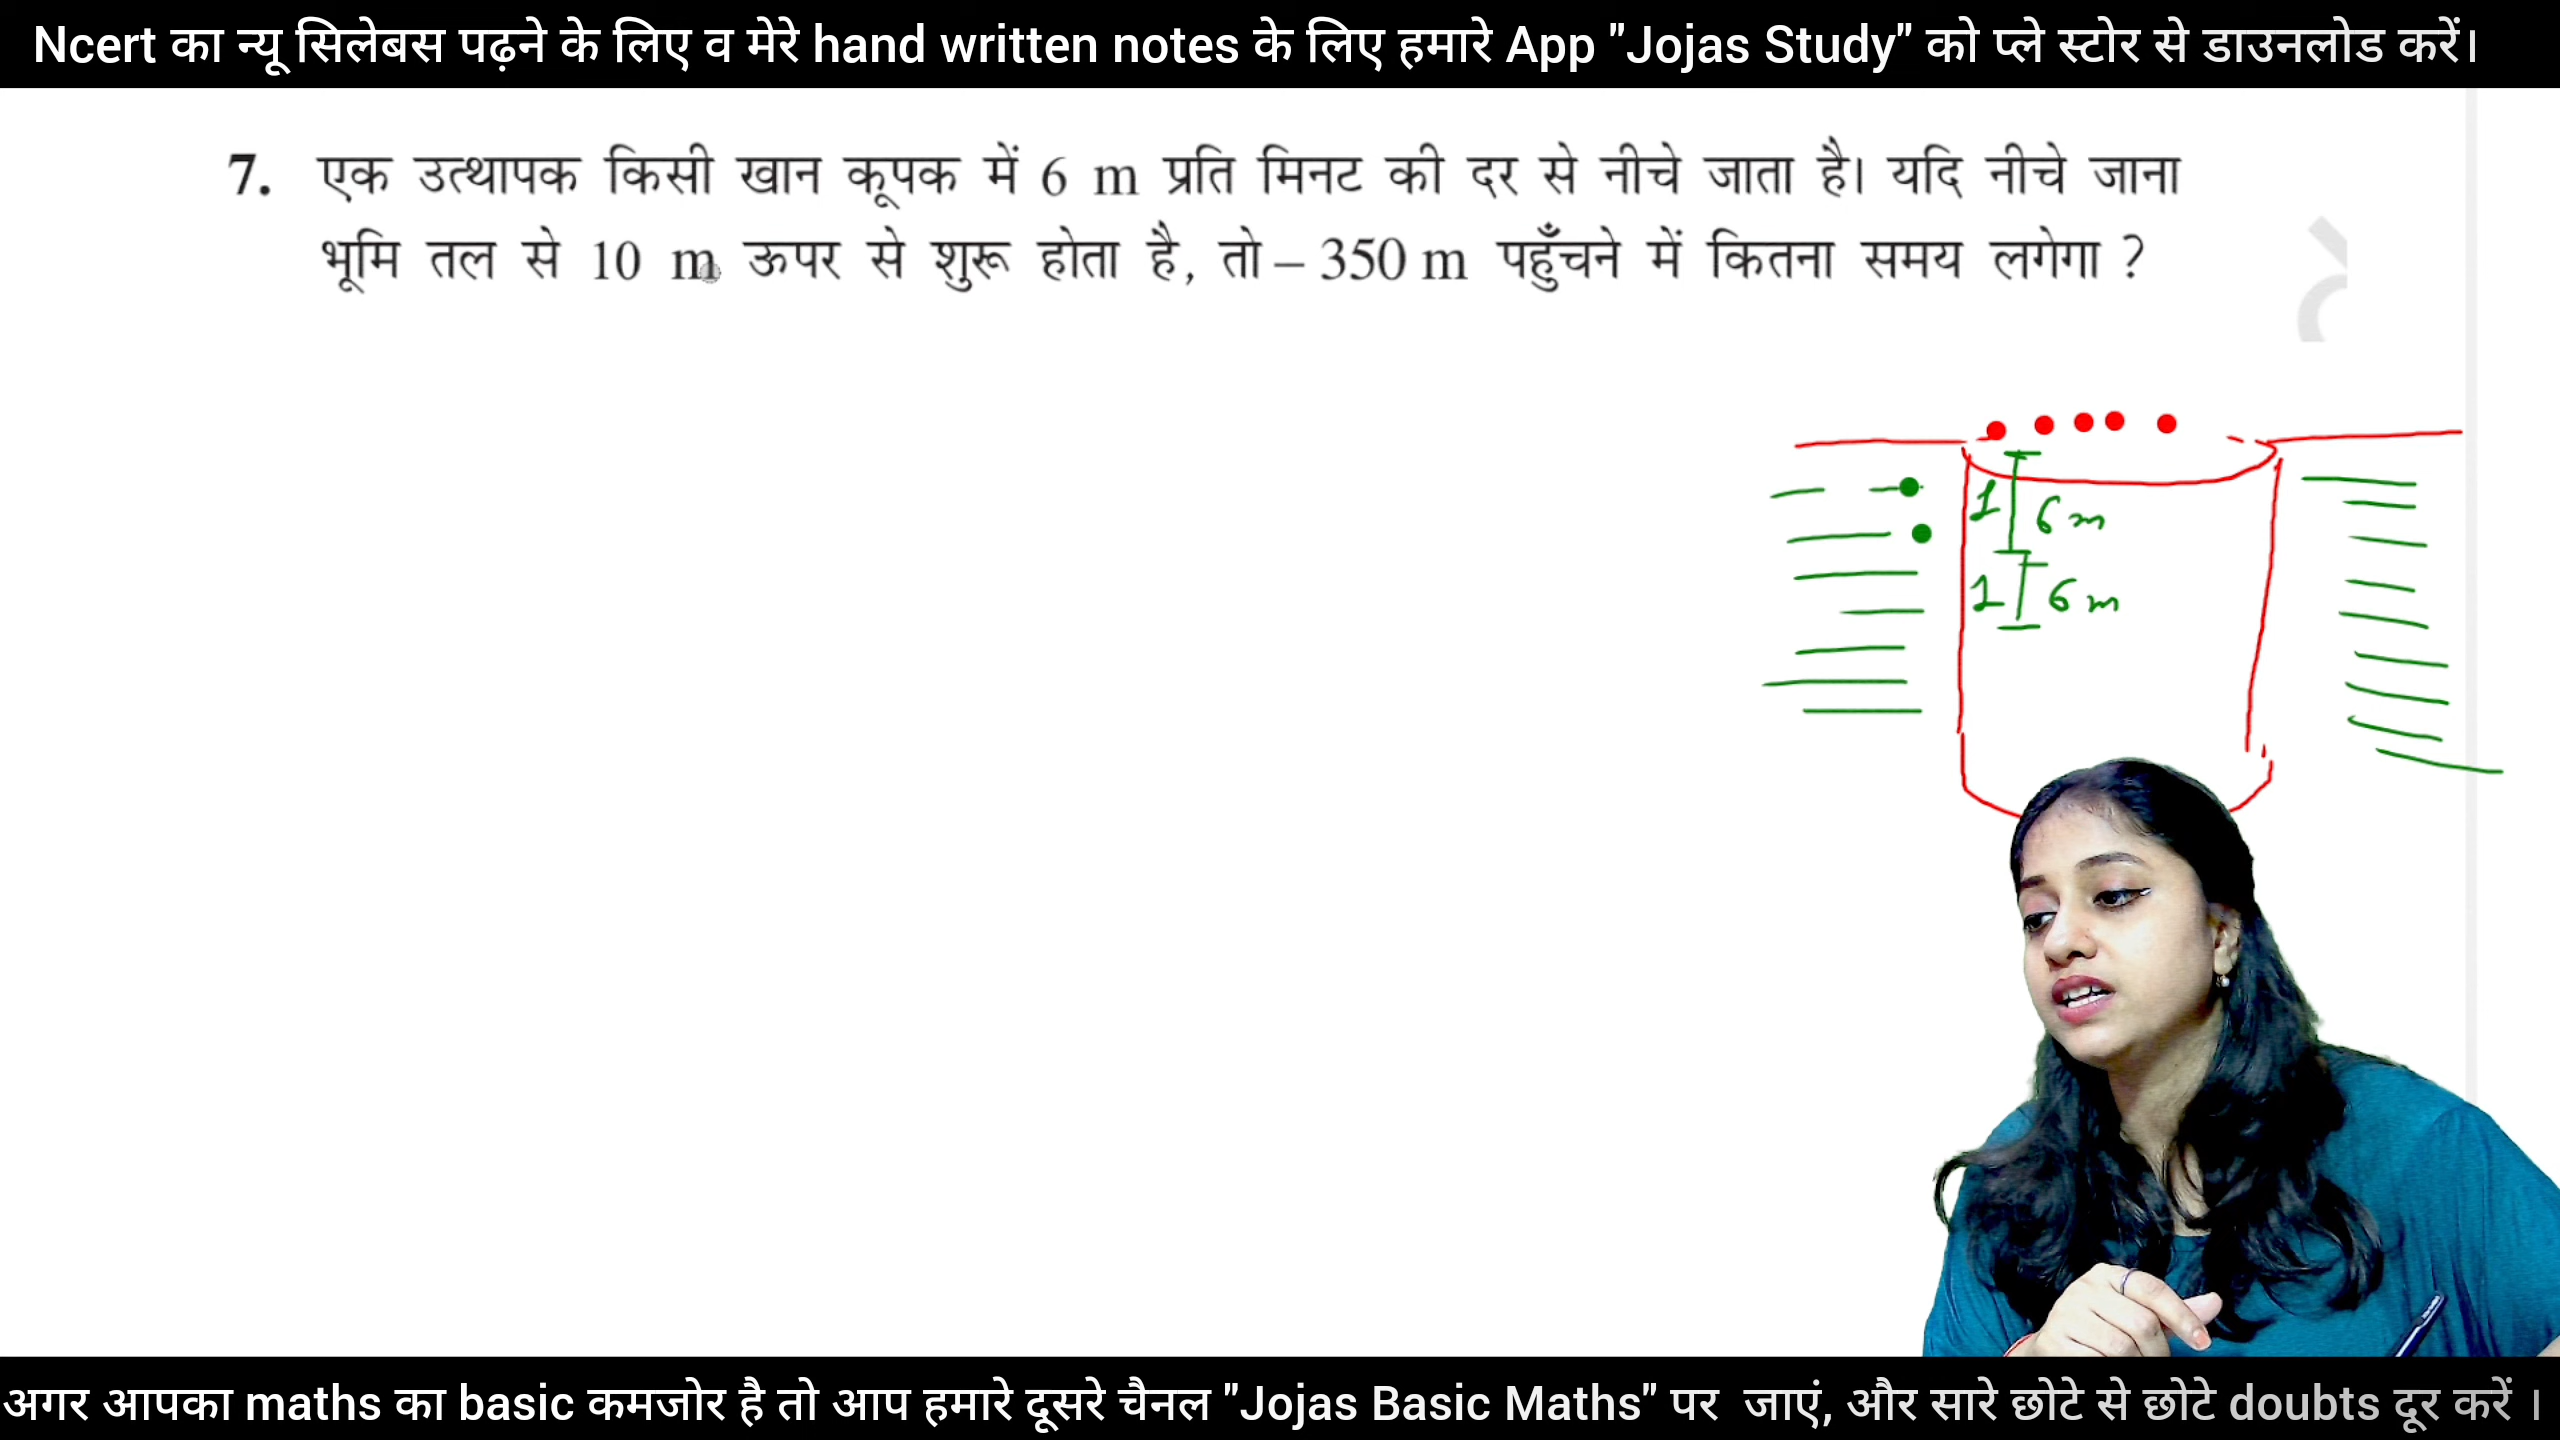 Ncert का न्यू सिलेबस पढ़ने के लिए व मेरे hand written notes के लिए हमारे App "Jojas Study" को प्ले स्टोर से डाउनलोड करें।
7. एक उत्थापक किसी खान कूपक में 6 m प्रति मिनट की दर से नीचे जाता है। यदि नीचे जाना
भूमि तल से 10 m ऊपर से शुरू होता है, तो – 350 m पहुँचने में कितना समय लगेगा ?
1 6 m
1 6 m
अगर आपका maths का basic कमजोर है तो आप हमारे दूसरे चैनल "Jojas Basic Maths" पर जाएं, और सारे छोटे से छोटे doubts दूर करें ।